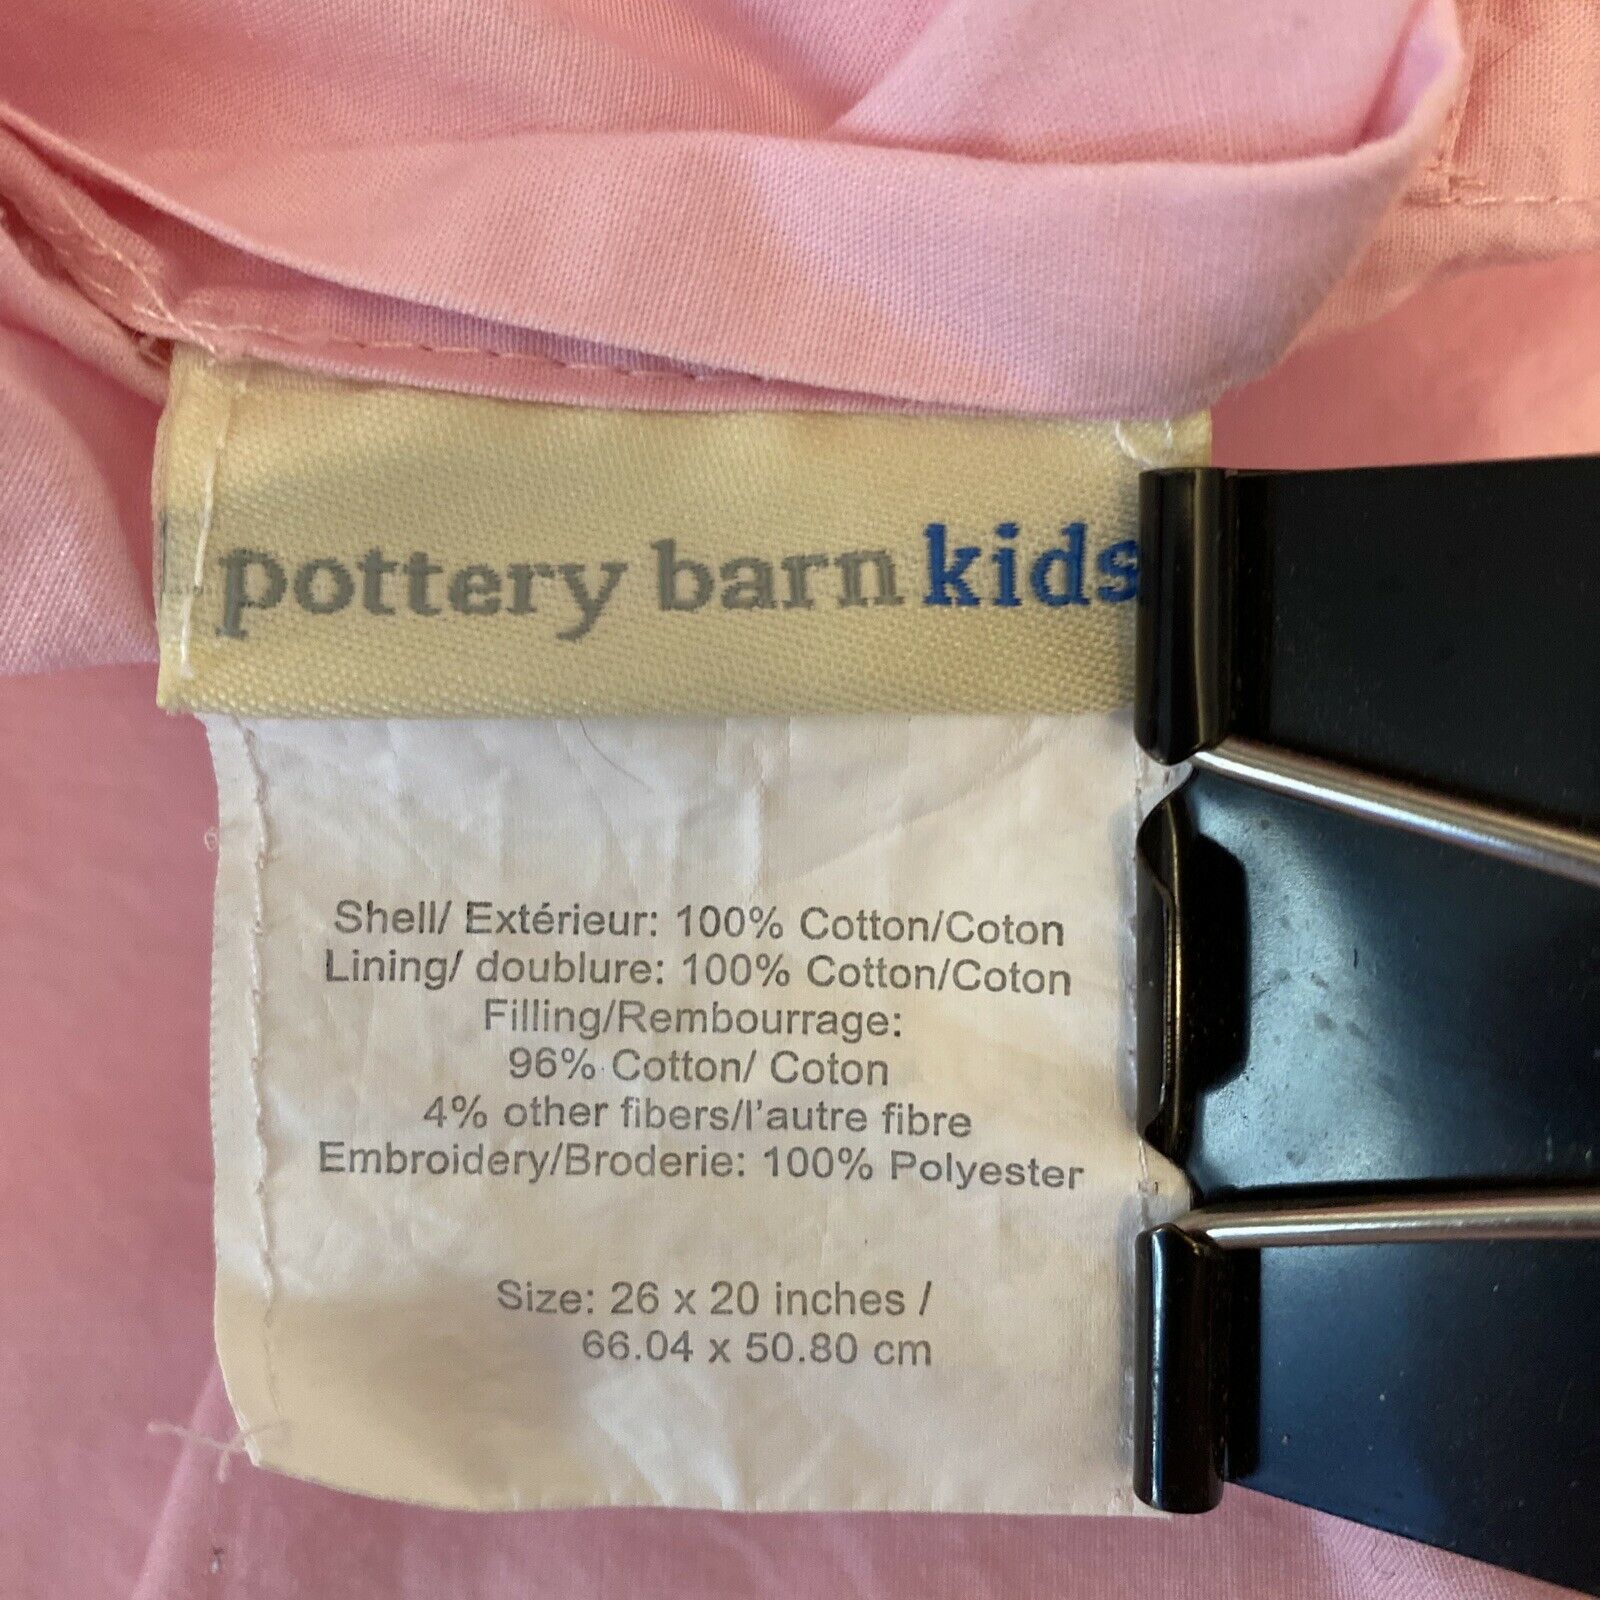 pottery barn kids
Shell/ Extérieur: 100% Cotton/Coton
Lining/ doublure: 100% Cotton/Coton
Filling/Rembourrage:
96% Cotton/ Coton
4% other fibers/l'autre fibre
Embroidery/Broderie: 100% Polyester
Size: 26 x 20 inches /
66.04 x 50.80 cm